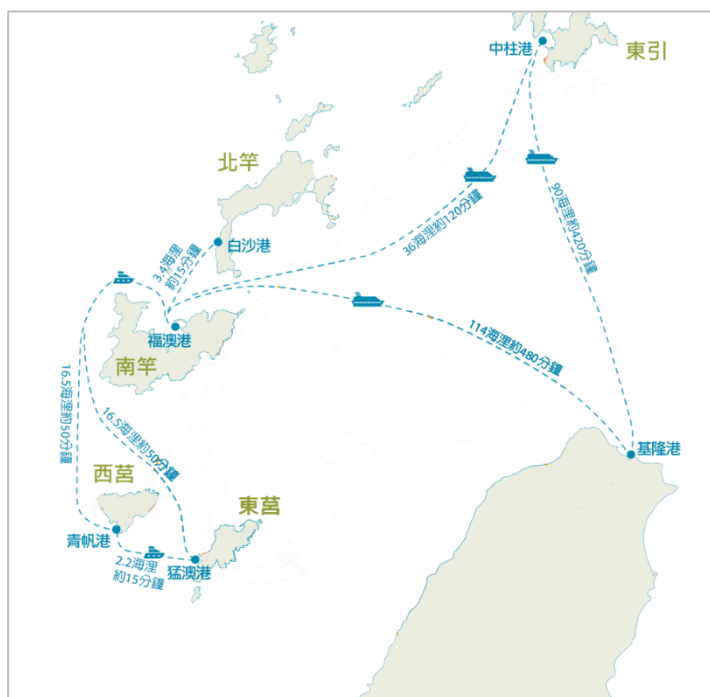 中柱港
東引
北竿
白沙港
3.4海浬
約15分鐘
36海浬約120分鐘
90海浬約420分鐘
福澳港
南竿
114海浬約480分鐘
16.5海浬約50分鐘
16.5海浬約50分鐘
基隆港
西莒
東莒
青帆港
2.2海浬
約15分鐘
猛澳港